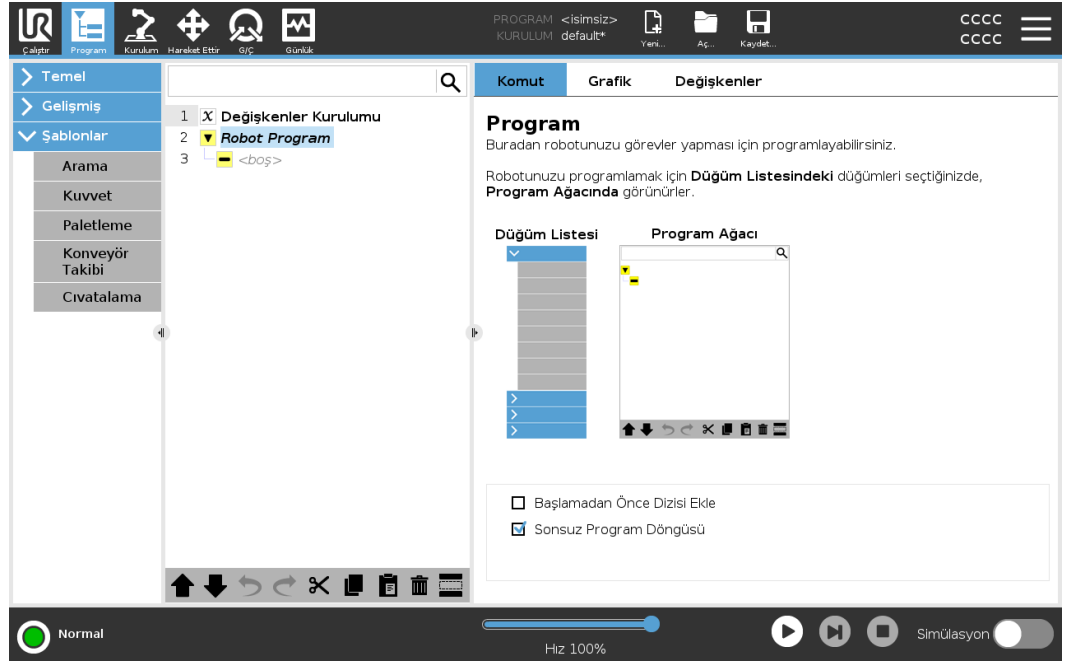 PROGRAM <isimsiz>
KURULUM default*
Yeni...
Aç...
Kaydet...
CCCC
CCCC
Çalıştır
Program
Kurulum
Hareket Ettir
G/Ç
Günlük
Temel
Gelişmiş
Şablonlar
Arama
Kuvvet
Paletleme
Konveyör
Takibi
Cıvatalama
1 X Değişkenler Kurulumu
2 Robot Program
3 <boş>
Komut
Grafik
Değişkenler
Program
Buradan robotunuzu görevler yapması için programlayabilirsiniz.
Robotunuzu programlamak için Düğüm Listesindeki düğümleri seçtiğinizde,
Program Ağacında görünürler.
Düğüm Listesi
Program Ağacı
Başlamadan Önce Dizisi Ekle
Sonsuz Program Döngüsü
Normal
Hız 100%
Simülasyon